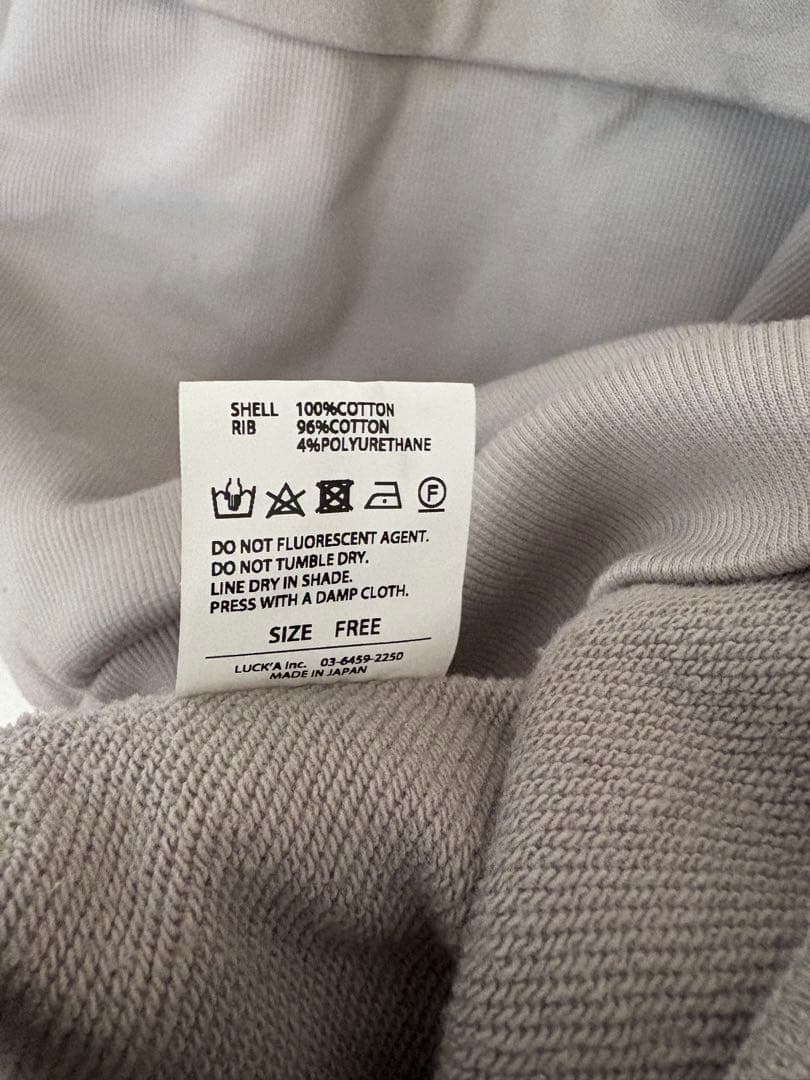 SHELL 100%COTTON
RIB 96%COTTON
4%POLYURETHANE
F
DO NOT FLUORESCENT AGENT.
DO NOT TUMBLE DRY.
LINE DRY IN SHADE.
PRESS WITH A DAMP CLOTH.
SIZE FREE
LUCK'A Inc. 03-6459-2250
MADE IN JAPAN